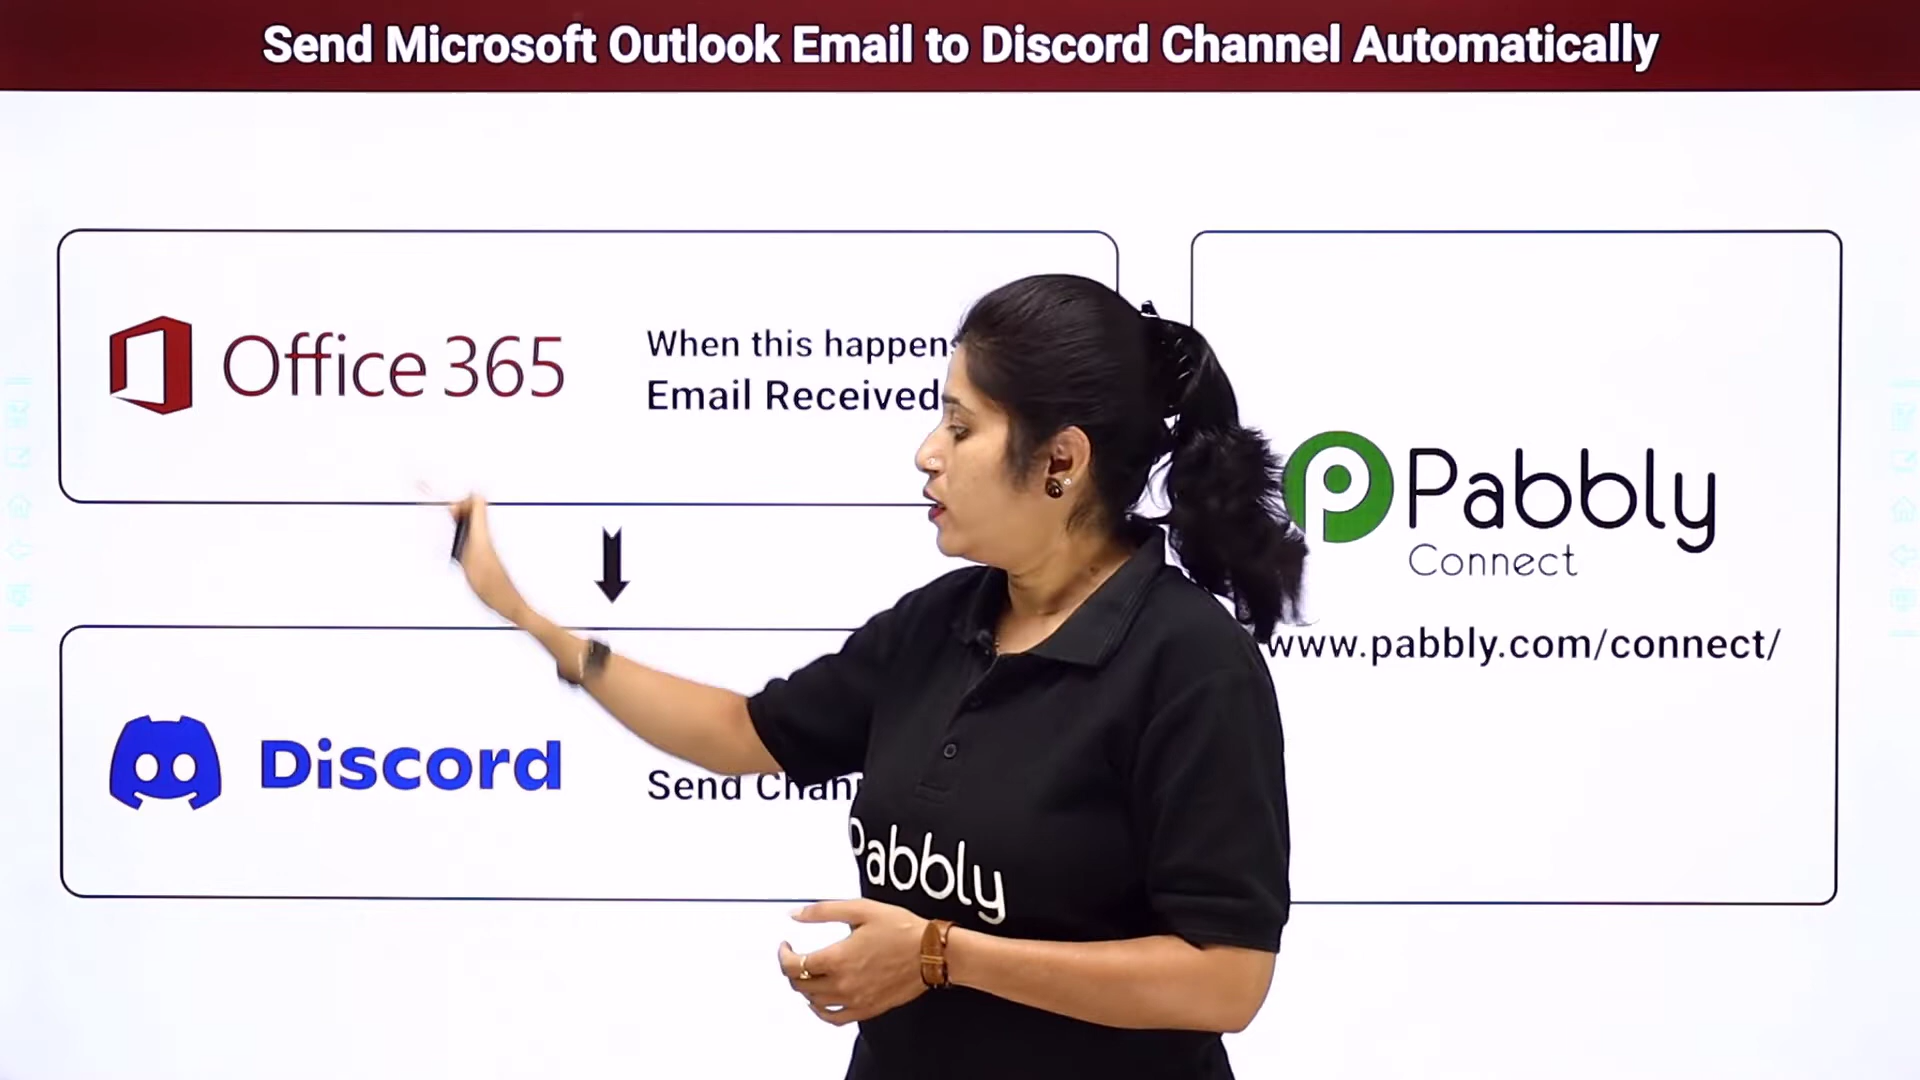 Send Microsoft Outlook Email to Discord Channel Automatically
Office 365
When this happens
Email Received
Discord
Send
Pabbly
Connect
www.pabbly.com/connect/
Pabbly